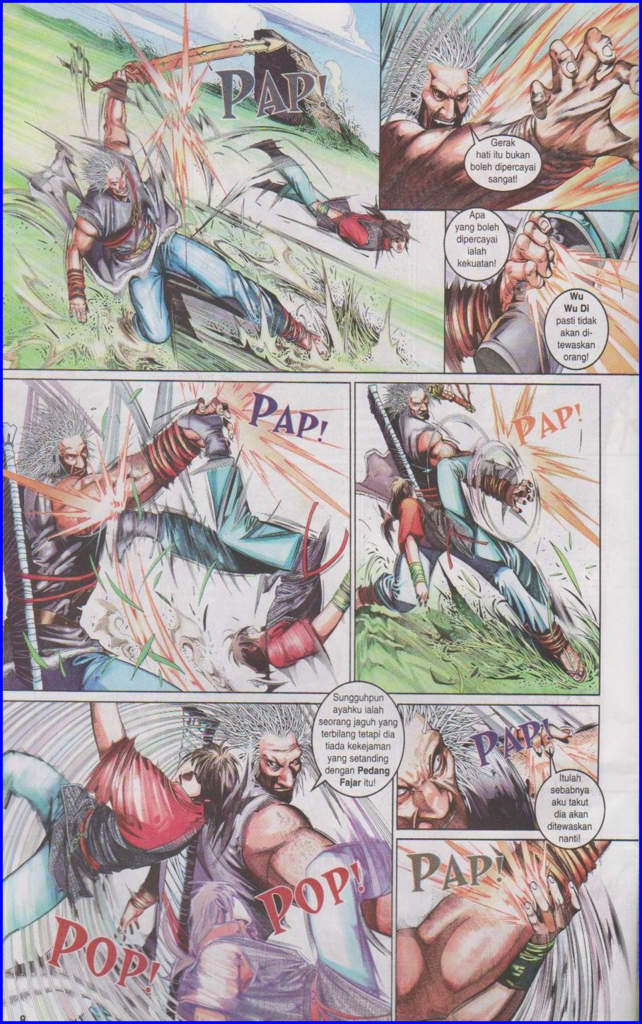 PAP!
Gerak
hati itu bukan
boleh dipercayai
sangat!
Apa
yang boleh
dipercayai
ialah
kekuatan!
Wu
Wu Di
pasti tidak
akan di-
tewaskan
orang!
PAP!
PAP!
Sungguhpun
ayahku ialah
seorang jaguh yang
terbilang tetapi dia
tiada kekejaman
yang setanding
dengan Pedang
Fajar itu!
PAP!
Itulah
sebabnya
aku takut
dia akan
ditewaskan
nanti!
POP!
POP!
PAP!
8